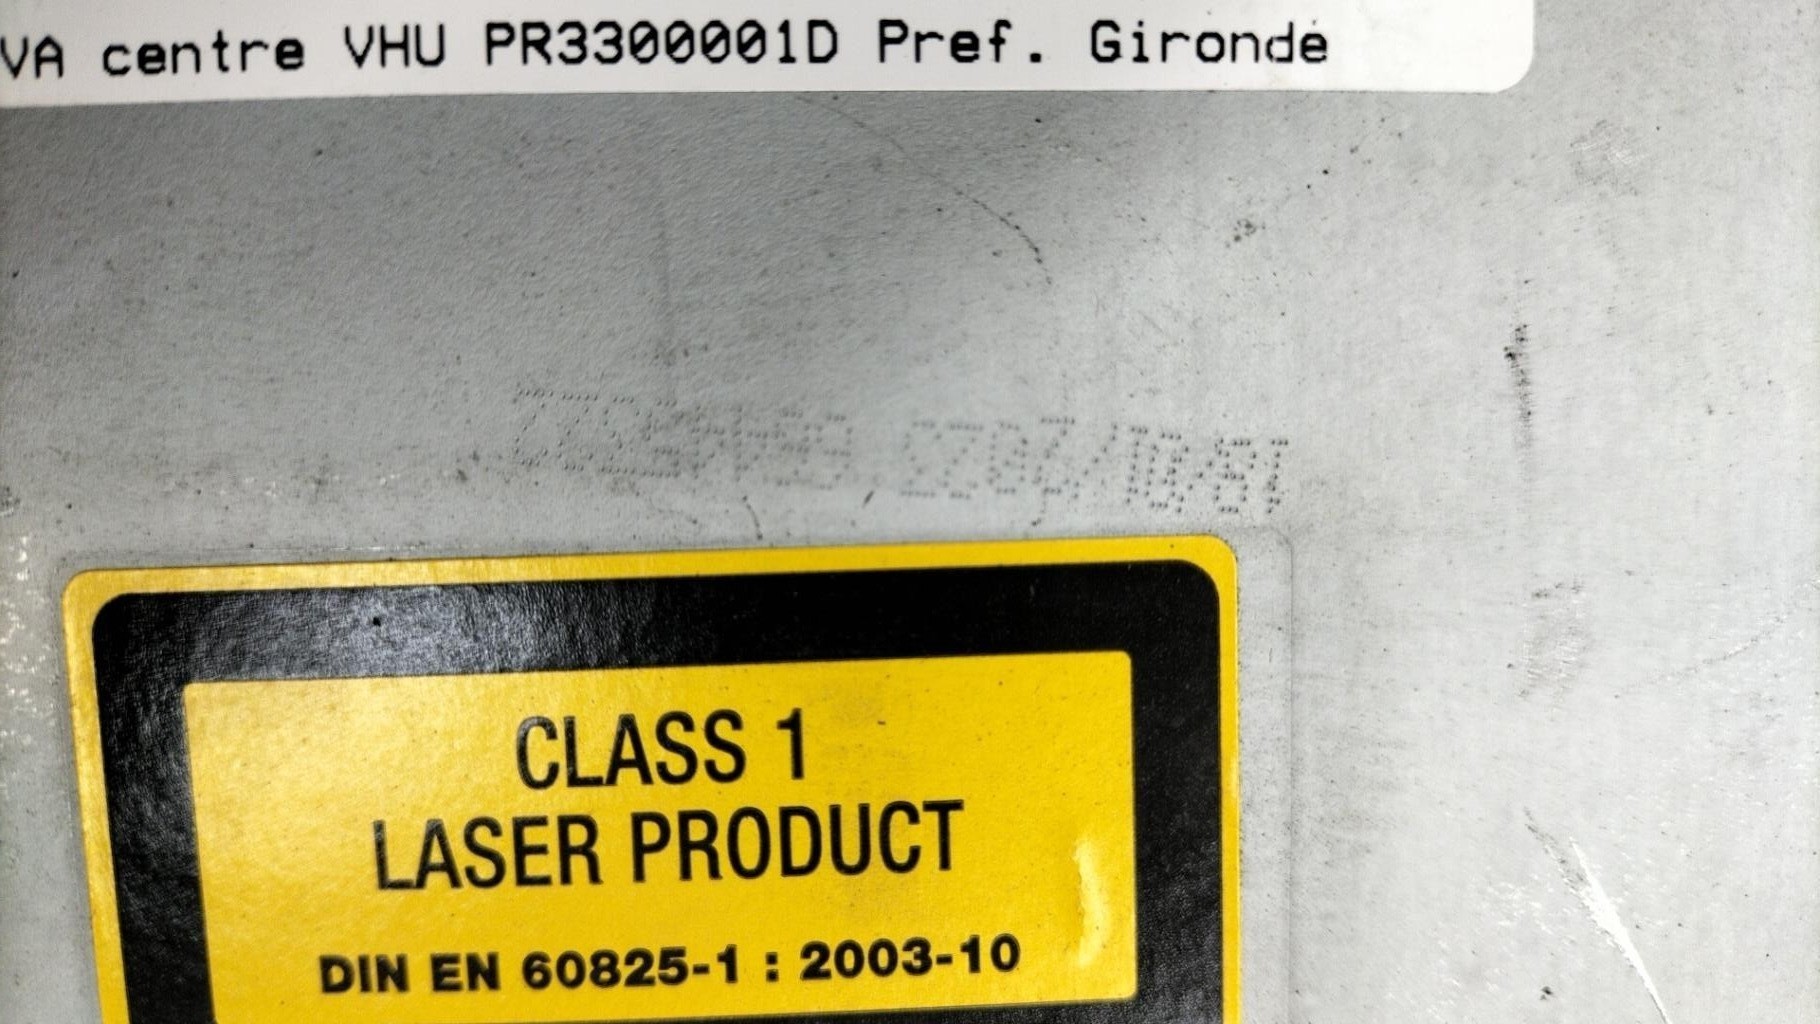 VA centre VHU PR3300001D Pref. Gironde
CLASS 1
LASER PRODUCT
DIN EN 60825-1 : 2003-10